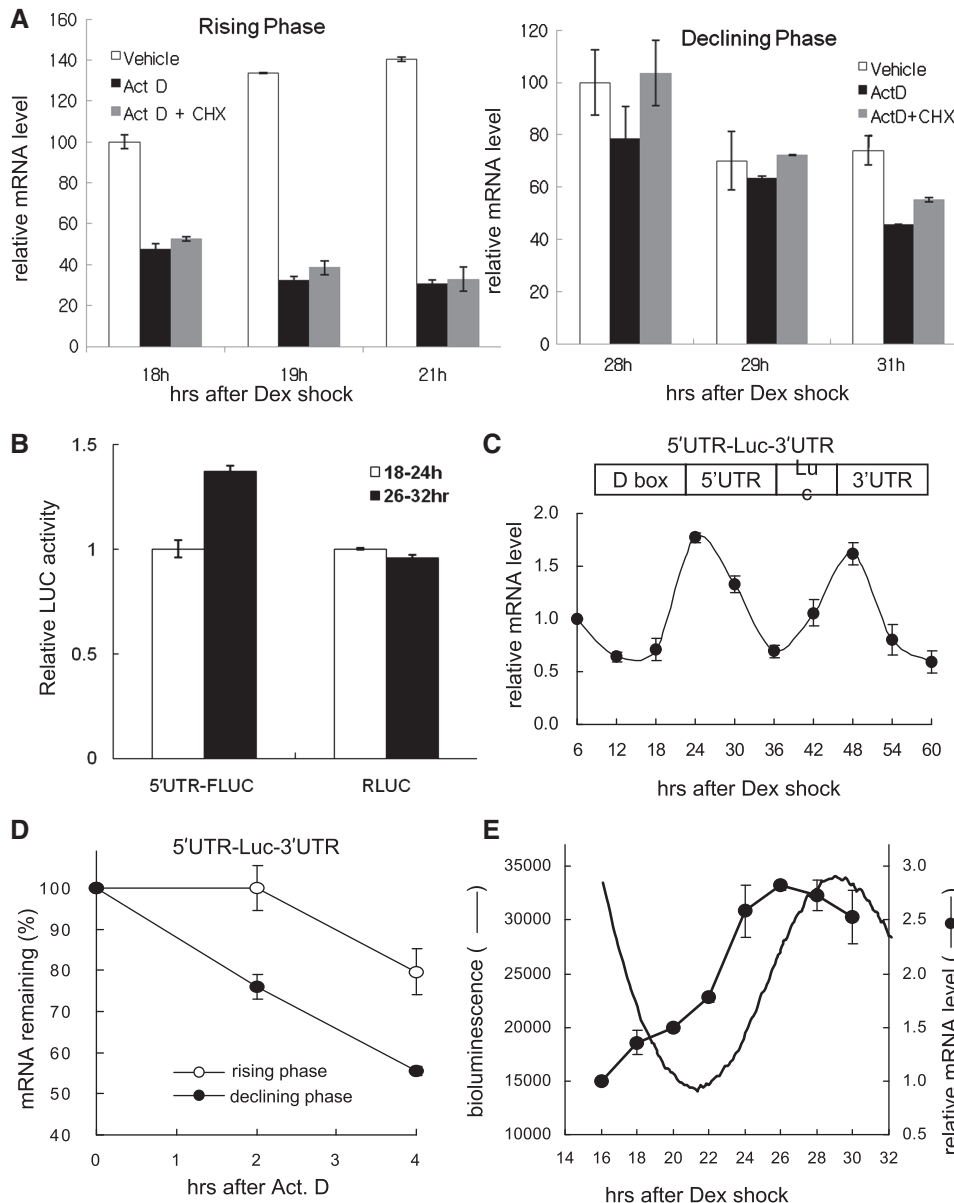 A
Rising Phase
Vehicle
Act D
Act D + CHX
relative mRNA level
160
140
120
100
80
60
40
20
0
18h 19h 21h
hrs after Dex shock
Declining Phase
Vehicle
ActD
ActD+CHX
relative mRNA level
120
100
80
60
40
20
0
28h 29h 31h
hrs after Dex shock
B
18-24h
26-32hr
Relative LUC activity
1.5
1
0.5
0
5'UTR-FLUC RLUC
C
5'UTR-Luc-3'UTR
D box 5'UTR Luc 3'UTR
relative mRNA level
2.0
1.5
1.0
0.5
0.0
6 12 18 24 30 36 42 48 54 60
hrs after Dex shock
D
5'UTR-Luc-3'UTR
mRNA remaining (%)
100
90
80
70
60
50
40
rising phase
declining phase
0 1 2 3 4
hrs after Act. D
E
bioluminescence ( )
35000
30000
25000
20000
15000
10000
3.0
2.5
2.0
1.5
1.0
0.5
relative mRNA level (
14 16 18 20 22 24 26 28 30 32
hrs after Dex shock